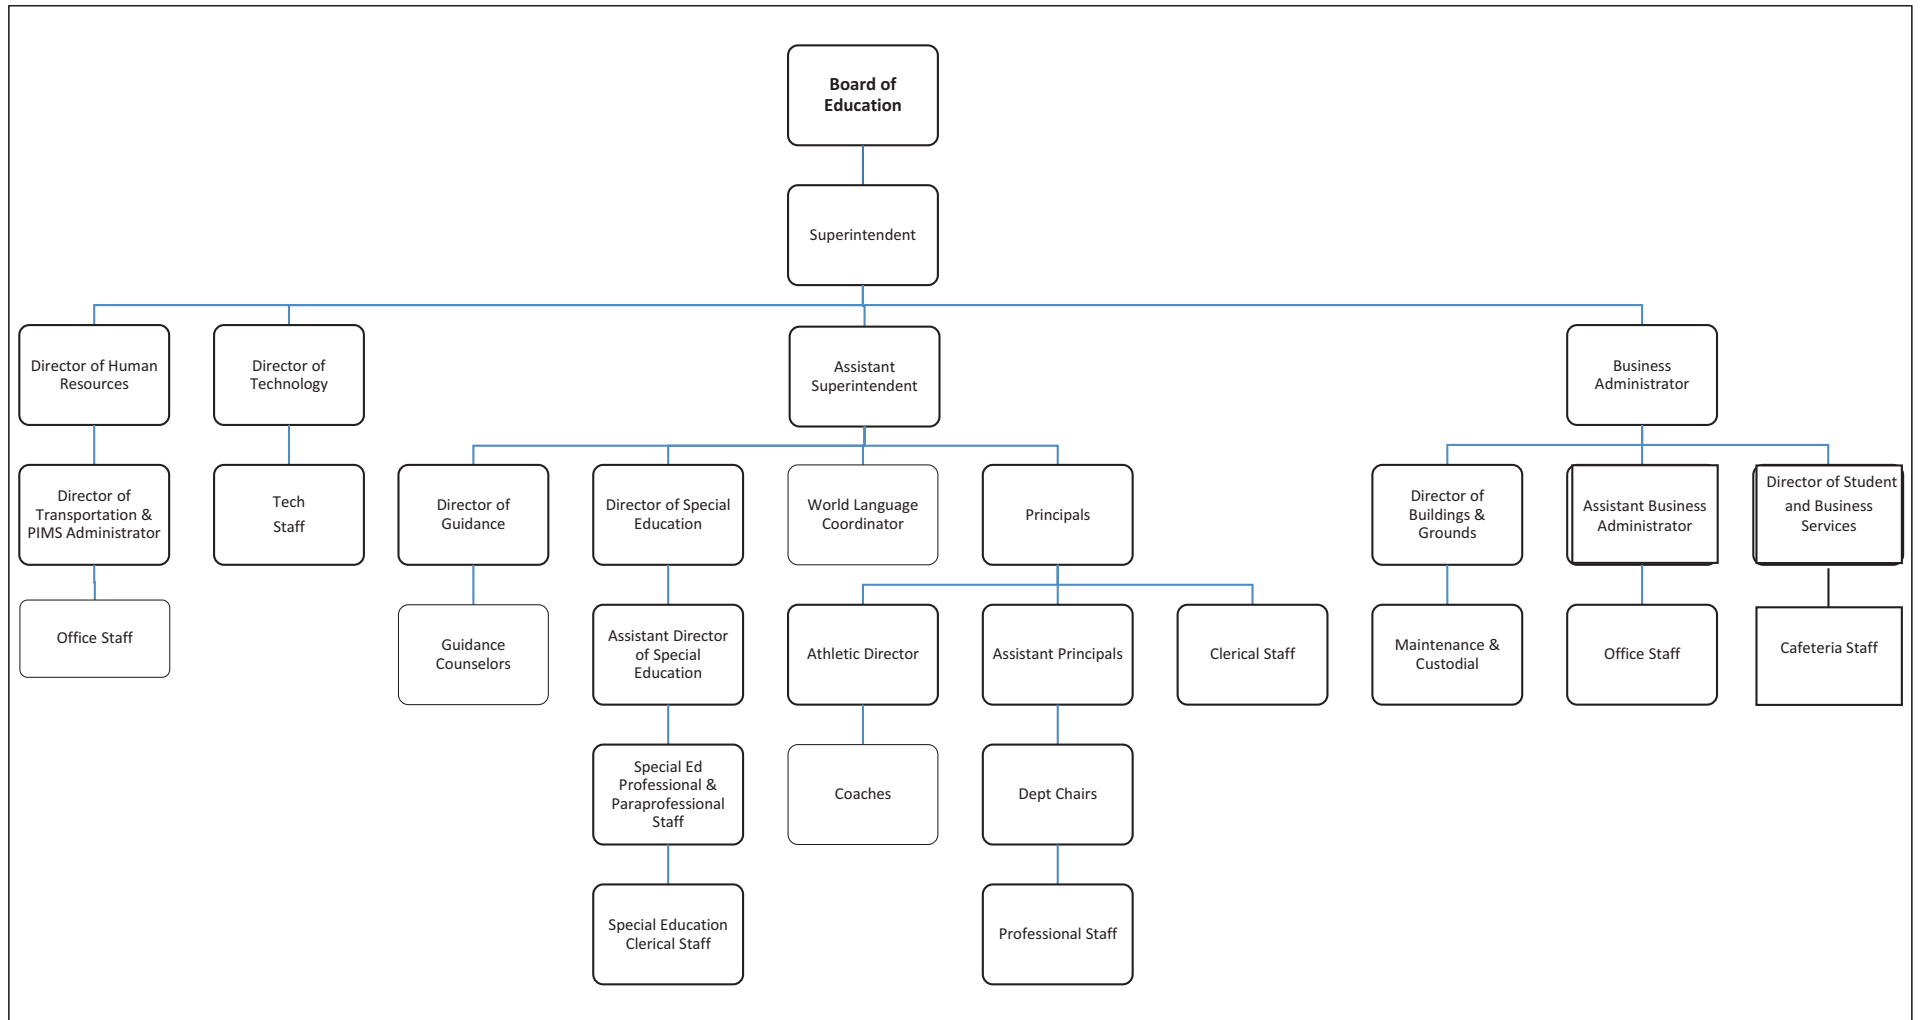 Board of
Education
Superintendent
Director of Human
Resources
Director of
Technology
Assistant
Superintendent
Business
Administrator
Director of
Transportation &
PIMS Administrator
Tech
Staff
Director of
Guidance
Director of Special
Education
World Language
Coordinator
Principals
Director of
Buildings &
Grounds
Assistant Business
Administrator
Director of Student
and Business
Services
Office Staff
Guidance
Counselors
Assistant Director
of Special
Education
Athletic Director
Assistant Principals
Clerical Staff
Maintenance &
Custodial
Office Staff
Cafeteria Staff
Special Ed
Professional &
Paraprofessional
Staff
Coaches
Dept Chairs
Special Education
Clerical Staff
Professional Staff